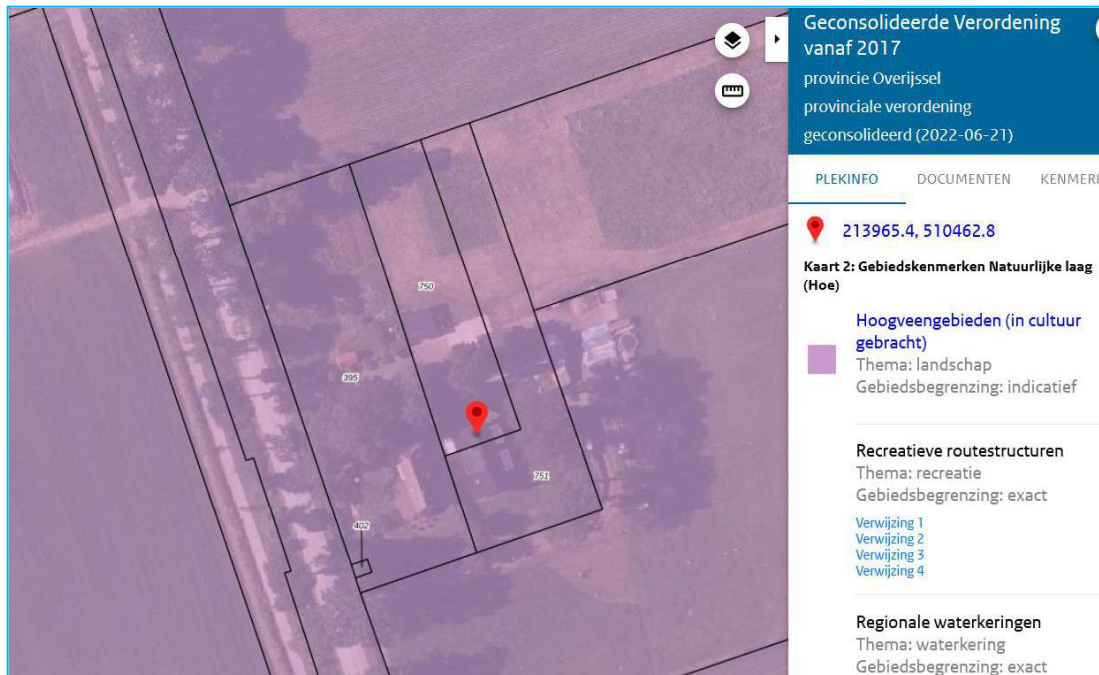 Geconsolideerde Verordening
vanaf 2017
provincie Overijssel
provinciale verordening
geconsolideerd (2022-06-21)
PLEKINFO DOCUMENTEN KENMERK
213965.4, 510462.8
Kaart 2: Gebiedskenmerken Natuurlijke laag
(Hoe)
Hoogveengebieden (in cultuur
gebracht)
Thema: landschap
Gebiedsbegrenzing: indicatief
Recreatieve routestructuren
Thema: recreatie
Gebiedsbegrenzing: exact
Verwijzing 1
Verwijzing 2
Verwijzing 3
Verwijzing 4
Regionale waterkeringen
Thema: waterkering
Gebiedsbegrenzing: exact
750
395
751
402